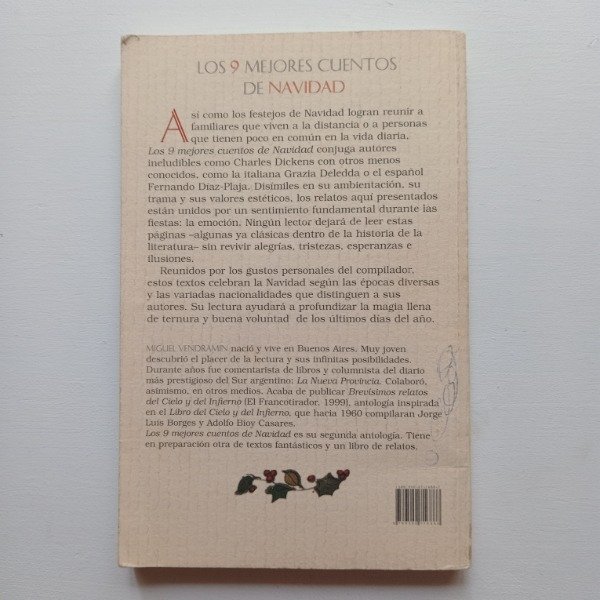 LOS 9 MEJORES CUENTOS
DE NAVIDAD
Así como los festejos de Navidad logran reunir a
familiares que viven a la distancia o a personas
que tienen poco en común en la vida diaria,
Los 9 mejores cuentos de Navidad conjuga autores
ineludibles como Charles Dickens con otros menos
conocidos, como la italiana Grazia Deledda o el español
Fernando Díaz-Plaja. Disímiles en su ambientación, su
trama y sus valores estéticos, los relatos aquí presentados
están unidos por un sentimiento fundamental durante las
fiestas: la emoción. Ningún lector dejará de leer estas
páginas –algunas ya clásicas dentro de la historia de la
literatura– sin revivir alegrías, tristezas, esperanzas e
ilusiones.
Reunidos por los gustos personales del compilador,
estos textos celebran la Navidad según las épocas diversas
y las variadas nacionalidades que distinguen a sus
autores. Su lectura ayudará a profundizar la magia llena
de ternura y buena voluntad de los últimos días del año.
MIGUEL VENDRAMIN nació y vive en Buenos Aires. Muy joven
descubrió el placer de la lectura y sus infinitas posibilidades.
Durante años fue comentarista de libros y columnista del diario
más prestigioso del Sur argentino: La Nueva Provincia. Colaboró,
asimismo, en otros medios. Acaba de publicar Brevísimos relatos
del Cielo y del Infierno (El Francotirador, 1999), antología inspirada
en el Libro del Cielo y del Infierno, que hacia 1960 compilaran Jorge
Luis Borges y Adolfo Bioy Casares.
Los 9 mejores cuentos de Navidad es su segunda antología. Tiene
en preparación otra de textos fantásticos y un libro de relatos.